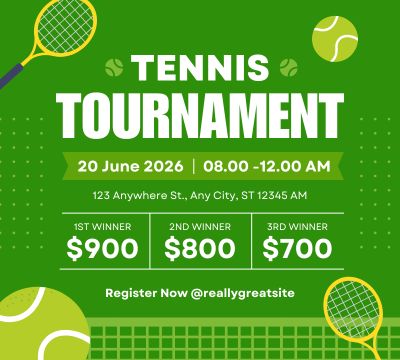 TENNIS
TOURNAMENT
20 June 2026 | 08.00 -12.00 AM
123 Anywhere St., Any City, ST 12345 AM
1ST WINNER 2ND WINNER 3RD WINNER
$900 $800 $700
Register Now @reallygreatsite